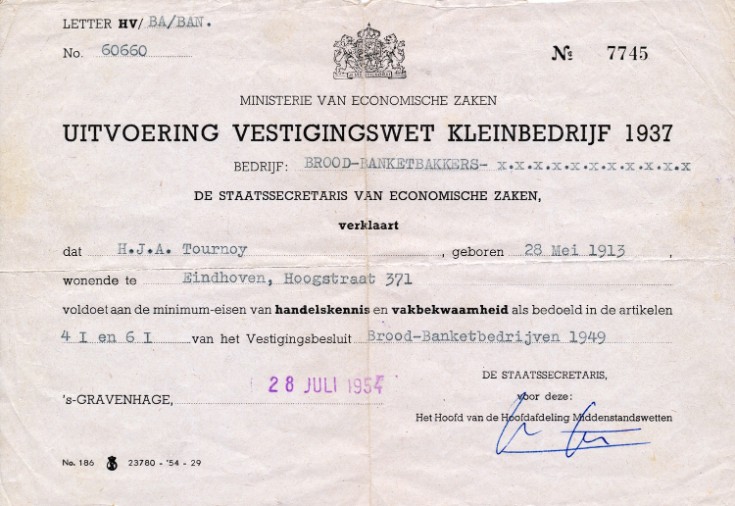 LETTER HV/ BA/BAN.
No. 60660
№ 7745
MINISTERIE VAN ECONOMISCHE ZAKEN
UITVOERING VESTIGINGSWET KLEINBEDRIJF 1937
BEDRIJF: BROOD-BANKETBAKKERS- x.x.x.x.x.x.x.x.x.x.x
DE STAATSSECRETARIS VAN ECONOMISCHE ZAKEN,
verklaart
dat H.J.A. Tournoy, geboren 28 Mei 1913,
wonende te Eindhoven, Hoogstraat 371
voldoet aan de minimum-eisen van handelskennis en vakbekwaamheid als bedoeld in de artikelen
4 I en 6 I van het Vestigingsbesluit Brood-Banketbedrijven 1949
28 JULI 1954
's-GRAVENHAGE,
DE STAATSSECRETARIS,
voor deze:
Het Hoofd van de Hoofdafdeling Middenstandswetten
No. 186 23780 - '54 - 29